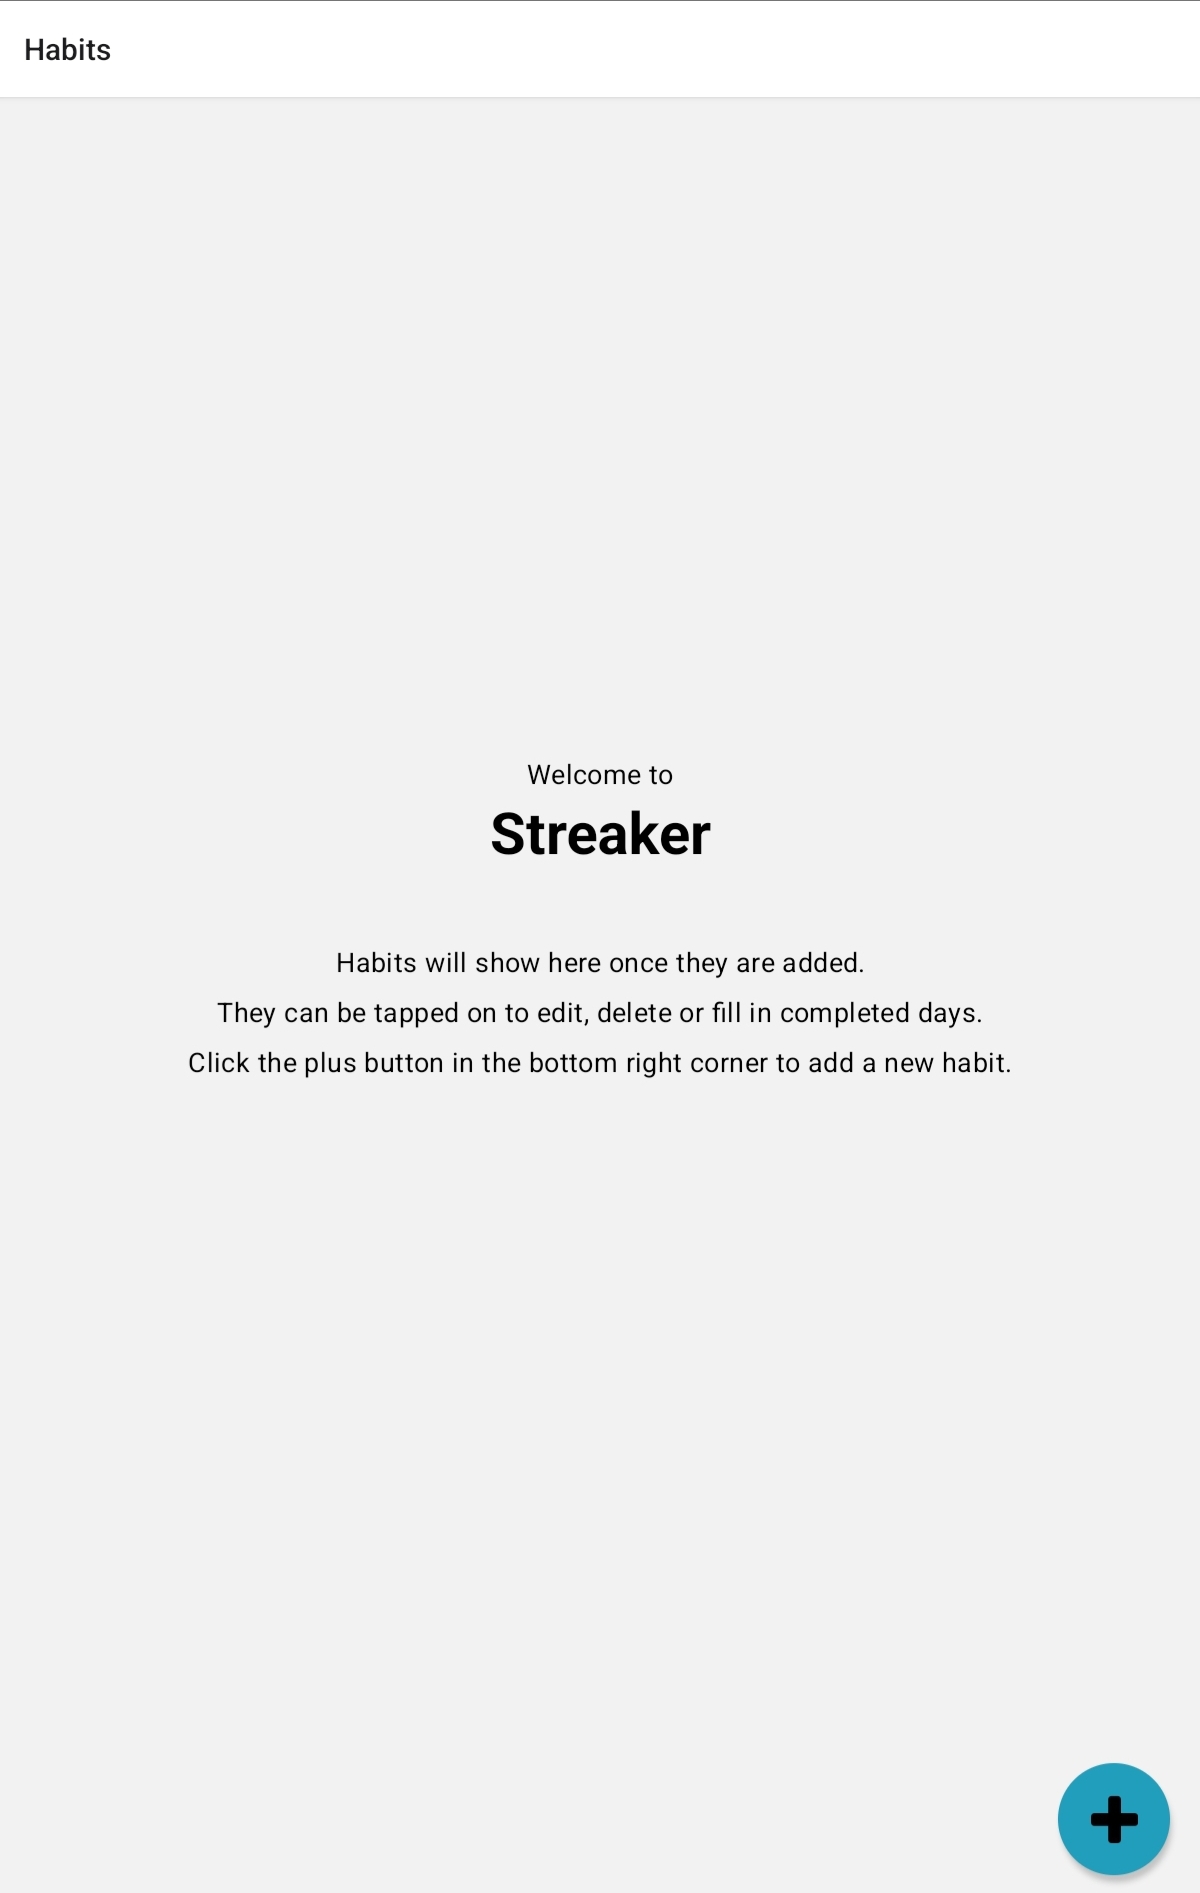 Habits
Welcome to
Streaker
Habits will show here once they are added.
They can be tapped on to edit, delete or fill in completed days.
Click the plus button in the bottom right corner to add a new habit.